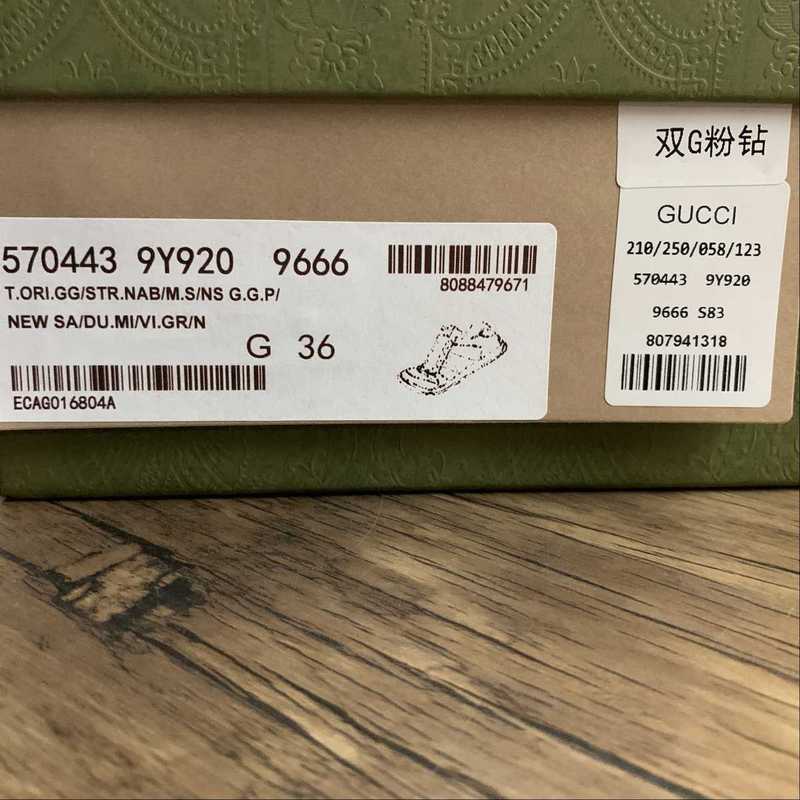 570443 9Y920 9666
8088479671
T.ORI.GG/STR.NAB/M.S/NS G.G.P/
NEW SA/DU.MI/VI.GR/N
G 36
ECAG016804A
双G粉钻
GUCCI
210/250/058/123
570443 9Y920
9666 S83
807941318